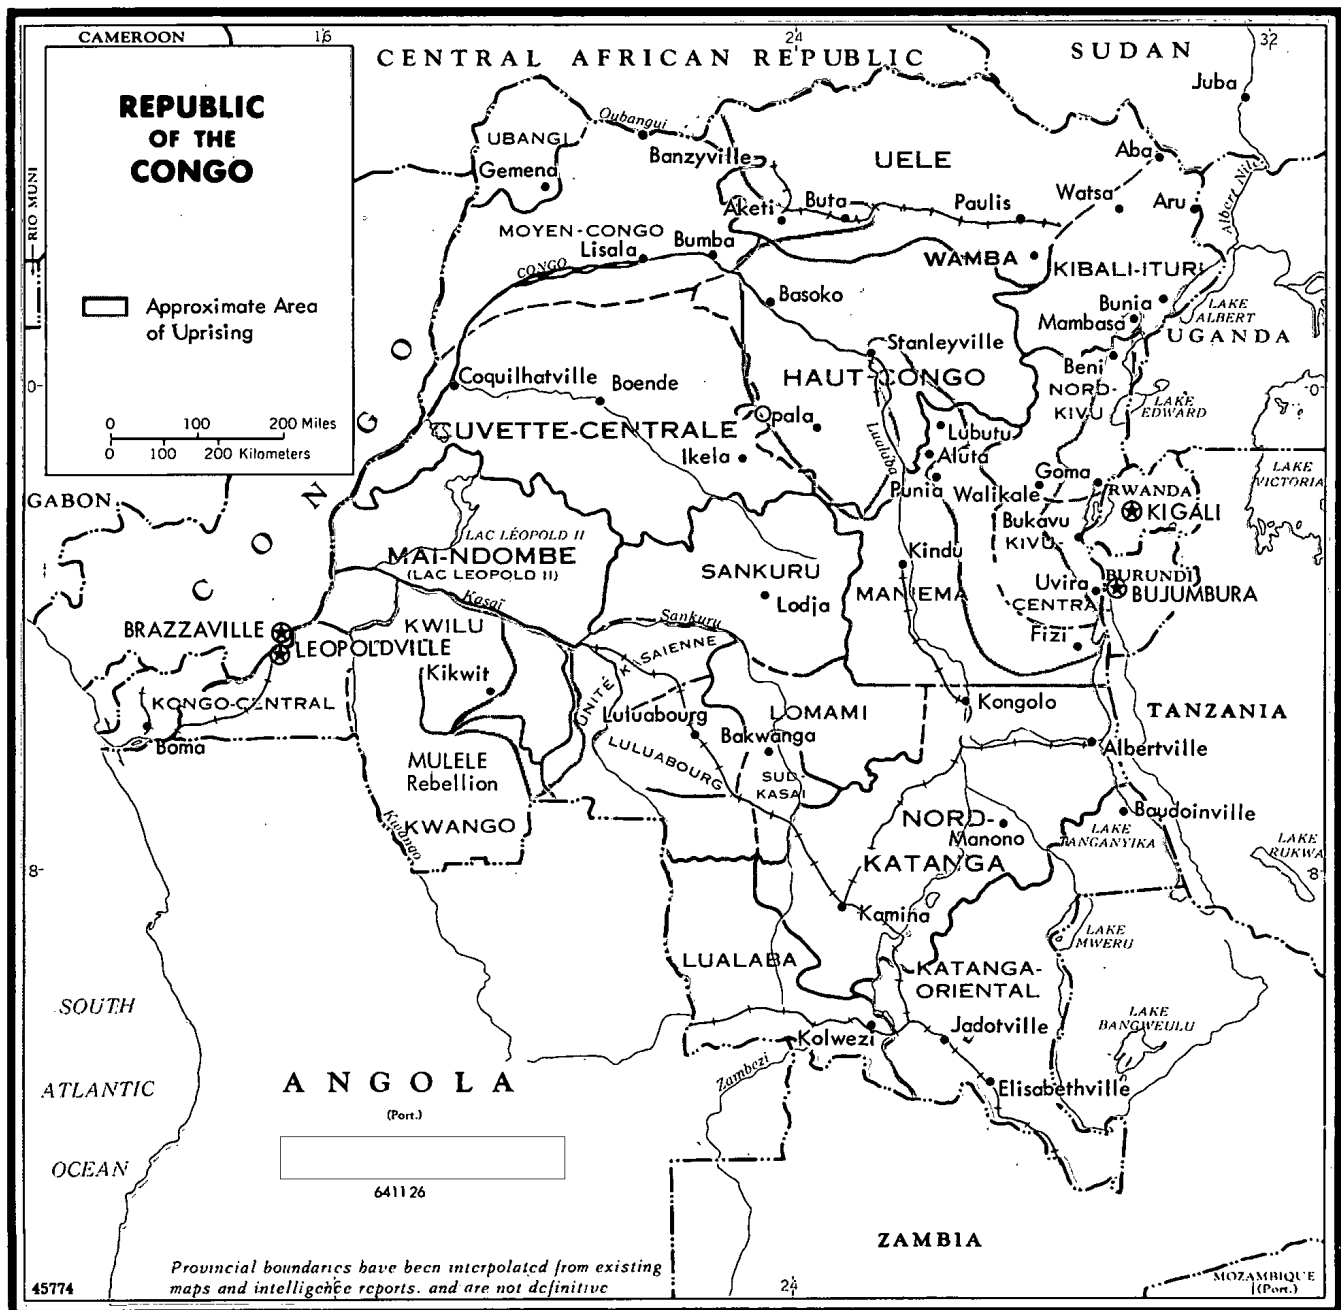 CAMEROON
16
24
32
CENTRAL AFRICAN REPUBLIC
SUDAN
Juba
REPUBLIC
OF THE
CONGO
RIO MUNI
Approximate Area
of Uprising
0 100 200 Miles
0 100 200 Kilometers
Oubangui
UBANGI
Banzyville
Gemena
UELE
Aba
Albert Nile
Watsa
Aru
Aketi
Buta
Paulis
MOYEN-CONGO
Lisala
Bumba
CONGO
WAMBA
KIBALI-ITURI
Basoko
Bunia
Mambasa
LAKE
ALBERT
UGANDA
Stanleyville
Beni
0
0
Coquilhatville
Boende
HAUT-CONGO
NORD-
KIVU
LAKE
EDWARD
Opala
CUVETTE-CENTRALE
Ikela
Lualaba
Lubutu
Aluta
Punia
Walikale
Goma
LAKE
VICTORIA
GABON
CONGO
RWANDA
KIGALI
Bukavu
KIVU-
LAC LÉOPOLD II
MAI-NDOMBE
(LAC LEOPOLD II)
Kindu
SANKURU
Lodja
MANIEMA
Uvira
CENTRA
BURUNDI
BUJUMBURA
Fizi
Kasaï
Sankuru
BRAZZAVILLE
LEOPOLDVILLE
KWILU
Kikwit
UNITÉ KASAIENNE
KONGO-CENTRAL
Boma
Luluabourg
LULUABOURG
Bakwanga
LOMAMI
Kongolo
TANZANIA
Albertville
MULELE
Rebellion
SUD
KASAI
KWANGO
Kwango
NORD-
KATANGA
Manono
Baudoinville
LAKE
TANGANYIKA
LAKE
RUKWA
8
8
Kamina
LAKE
MWERU
LUALABA
KATANGA-
ORIENTAL
SOUTH
ATLANTIC
OCEAN
Kolwezi
Jadotville
LAKE
BANGWEULU
Zambezi
Elisabethville
ANGOLA
(Port.)
641126
ZAMBIA
Provincial boundaries have been interpolated from existing
maps and intelligence reports. and are not definitive
45774
16
24
MOZAMBIQUE
(Port.)